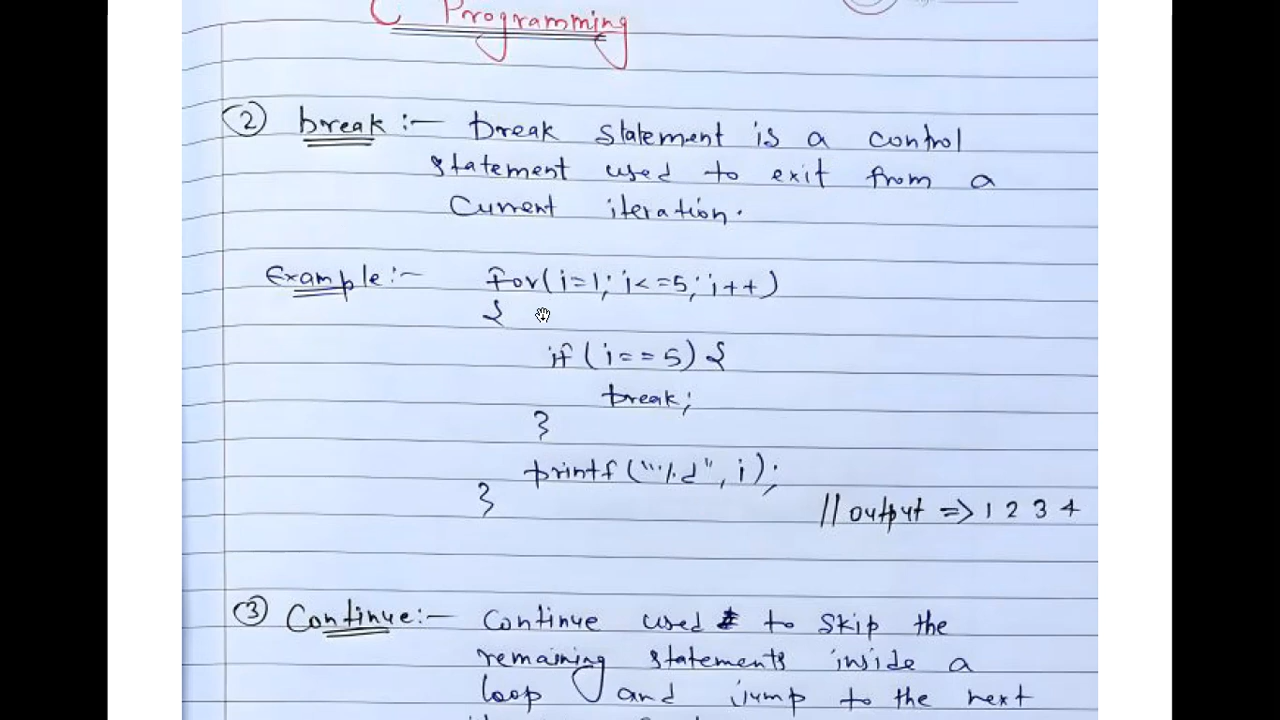 C Programming
② break :- break statement is a control
statement used to exit from a
Current iteration.
Example :- for(i=1; i<=5; i++)
{
if (i==5) {
break;
}
printf("%d", i);
}
// output => 1 2 3 4
③ Continue :- Continue used to skip the
remaining statements inside a
loop and jump to the next